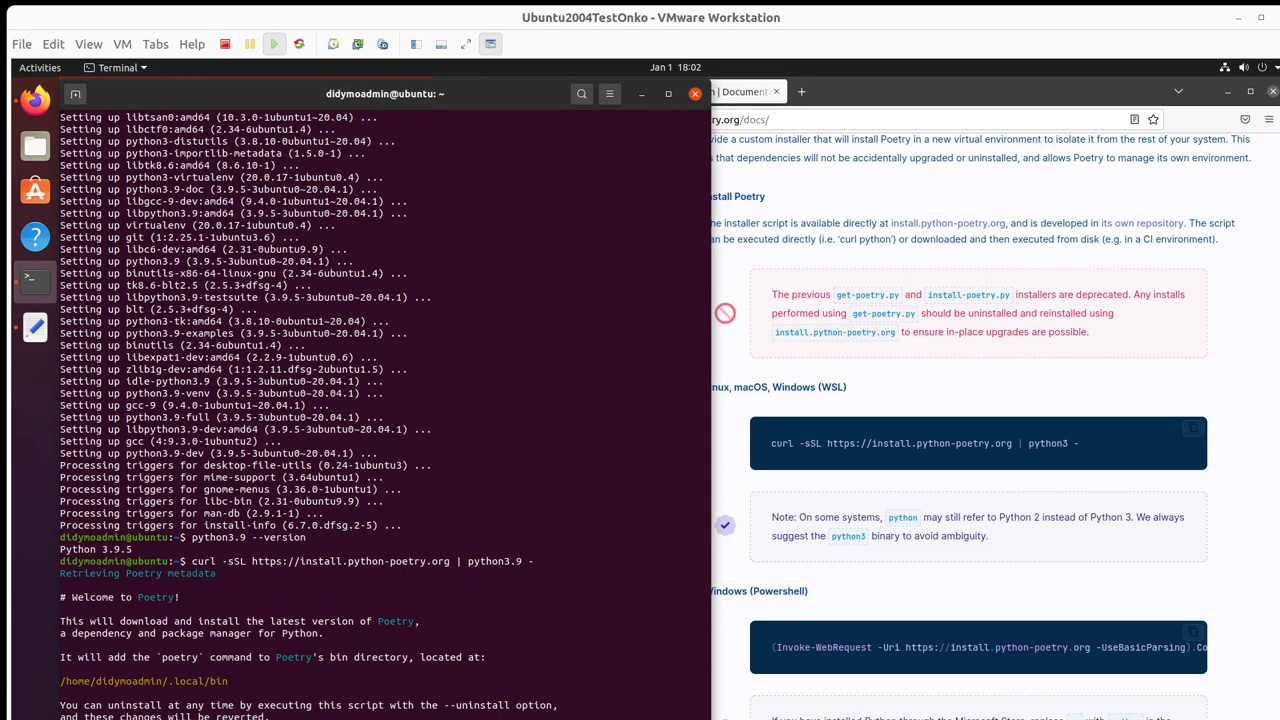 Ubuntu2004TestOnko - VMware Workstation
File Edit View VM Tabs Help
Activities Terminal Jan 1 18:02
didymoadmin@ubuntu: ~
Setting up libtsan0:amd64 (10.3.0-1ubuntu1~20.04) ...
Setting up libctf0:amd64 (2.34-6ubuntu1.4) ...
Setting up python3-distutils (3.8.10-0ubuntu1~20.04) ...
Setting up python3-importlib-metadata (1.5.0-1) ...
Setting up libtk8.6:amd64 (8.6.10-1) ...
Setting up python3-virtualenv (20.0.17-1ubuntu0.4) ...
Setting up python3.9-doc (3.9.5-3ubuntu0~20.04.1) ...
Setting up libgcc-9-dev:amd64 (9.4.0-1ubuntu1~20.04.1) ...
Setting up libpython3.9:amd64 (3.9.5-3ubuntu0~20.04.1) ...
Setting up virtualenv (20.0.17-1ubuntu0.4) ...
Setting up git (1:2.25.1-1ubuntu3.6) ...
Setting up libc6-dev:amd64 (2.31-0ubuntu9.9) ...
Setting up python3.9 (3.9.5-3ubuntu0~20.04.1) ...
Setting up binutils-x86-64-linux-gnu (2.34-6ubuntu1.4) ...
Setting up tk8.6-blt2.5 (2.5.3+dfsg-4) ...
Setting up libpython3.9-testsuite (3.9.5-3ubuntu0~20.04.1) ...
Setting up blt (2.5.3+dfsg-4) ...
Setting up python3-tk:amd64 (3.8.10-0ubuntu1~20.04) ...
Setting up python3.9-examples (3.9.5-3ubuntu0~20.04.1) ...
Setting up binutils (2.34-6ubuntu1.4) ...
Setting up libexpat1-dev:amd64 (2.2.9-1ubuntu0.6) ...
Setting up zlib1g-dev:amd64 (1:1.2.11.dfsg-2ubuntu1.5) ...
Setting up idle-python3.9 (3.9.5-3ubuntu0~20.04.1) ...
Setting up python3.9-venv (3.9.5-3ubuntu0~20.04.1) ...
Setting up gcc-9 (9.4.0-1ubuntu1~20.04.1) ...
Setting up python3.9-full (3.9.5-3ubuntu0~20.04.1) ...
Setting up libpython3.9-dev:amd64 (3.9.5-3ubuntu0~20.04.1) ...
Setting up gcc (4:9.3.0-1ubuntu2) ...
Setting up python3.9-dev (3.9.5-3ubuntu0~20.04.1) ...
Processing triggers for desktop-file-utils (0.24-1ubuntu3) ...
Processing triggers for mime-support (3.64ubuntu1) ...
Processing triggers for gnome-menus (3.36.0-1ubuntu1) ...
Processing triggers for libc-bin (2.31-0ubuntu9.9) ...
Processing triggers for man-db (2.9.1-1) ...
Processing triggers for install-info (6.7.0.dfsg.2-5) ...
didymoadmin@ubuntu:~$ python3.9 --version
Python 3.9.5
didymoadmin@ubuntu:~$ curl -sSL https://install.python-poetry.org | python3.9 -
Retrieving Poetry metadata
# Welcome to Poetry!
This will download and install the latest version of Poetry,
a dependency and package manager for Python.
It will add the `poetry` command to Poetry's bin directory, located at:
/home/didymoadmin/.local/bin
You can uninstall at any time by executing this script with the --uninstall option,
and these changes will be reverted.
n | Document
ry.org/docs/
vide a custom installer that will install Poetry in a new virtual environment to isolate it from the rest of your system. This
s that dependencies will not be accidentally upgraded or uninstalled, and allows Poetry to manage its own environment.
nstall Poetry
he installer script is available directly at install.python-poetry.org, and is developed in its own repository. The script
an be executed directly (i.e. 'curl python') or downloaded and then executed from disk (e.g. in a CI environment).
The previous get-poetry.py and install-poetry.py installers are deprecated. Any installs
performed using get-poetry.py should be uninstalled and reinstalled using
install.python-poetry.org to ensure in-place upgrades are possible.
inux, macOS, Windows (WSL)
curl -sSL https://install.python-poetry.org | python3 -
Note: On some systems, python may still refer to Python 2 instead of Python 3. We always
suggest the python3 binary to avoid ambiguity.
Windows (Powershell)
(Invoke-WebRequest -Uri https://install.python-poetry.org -UseBasicParsing).Co